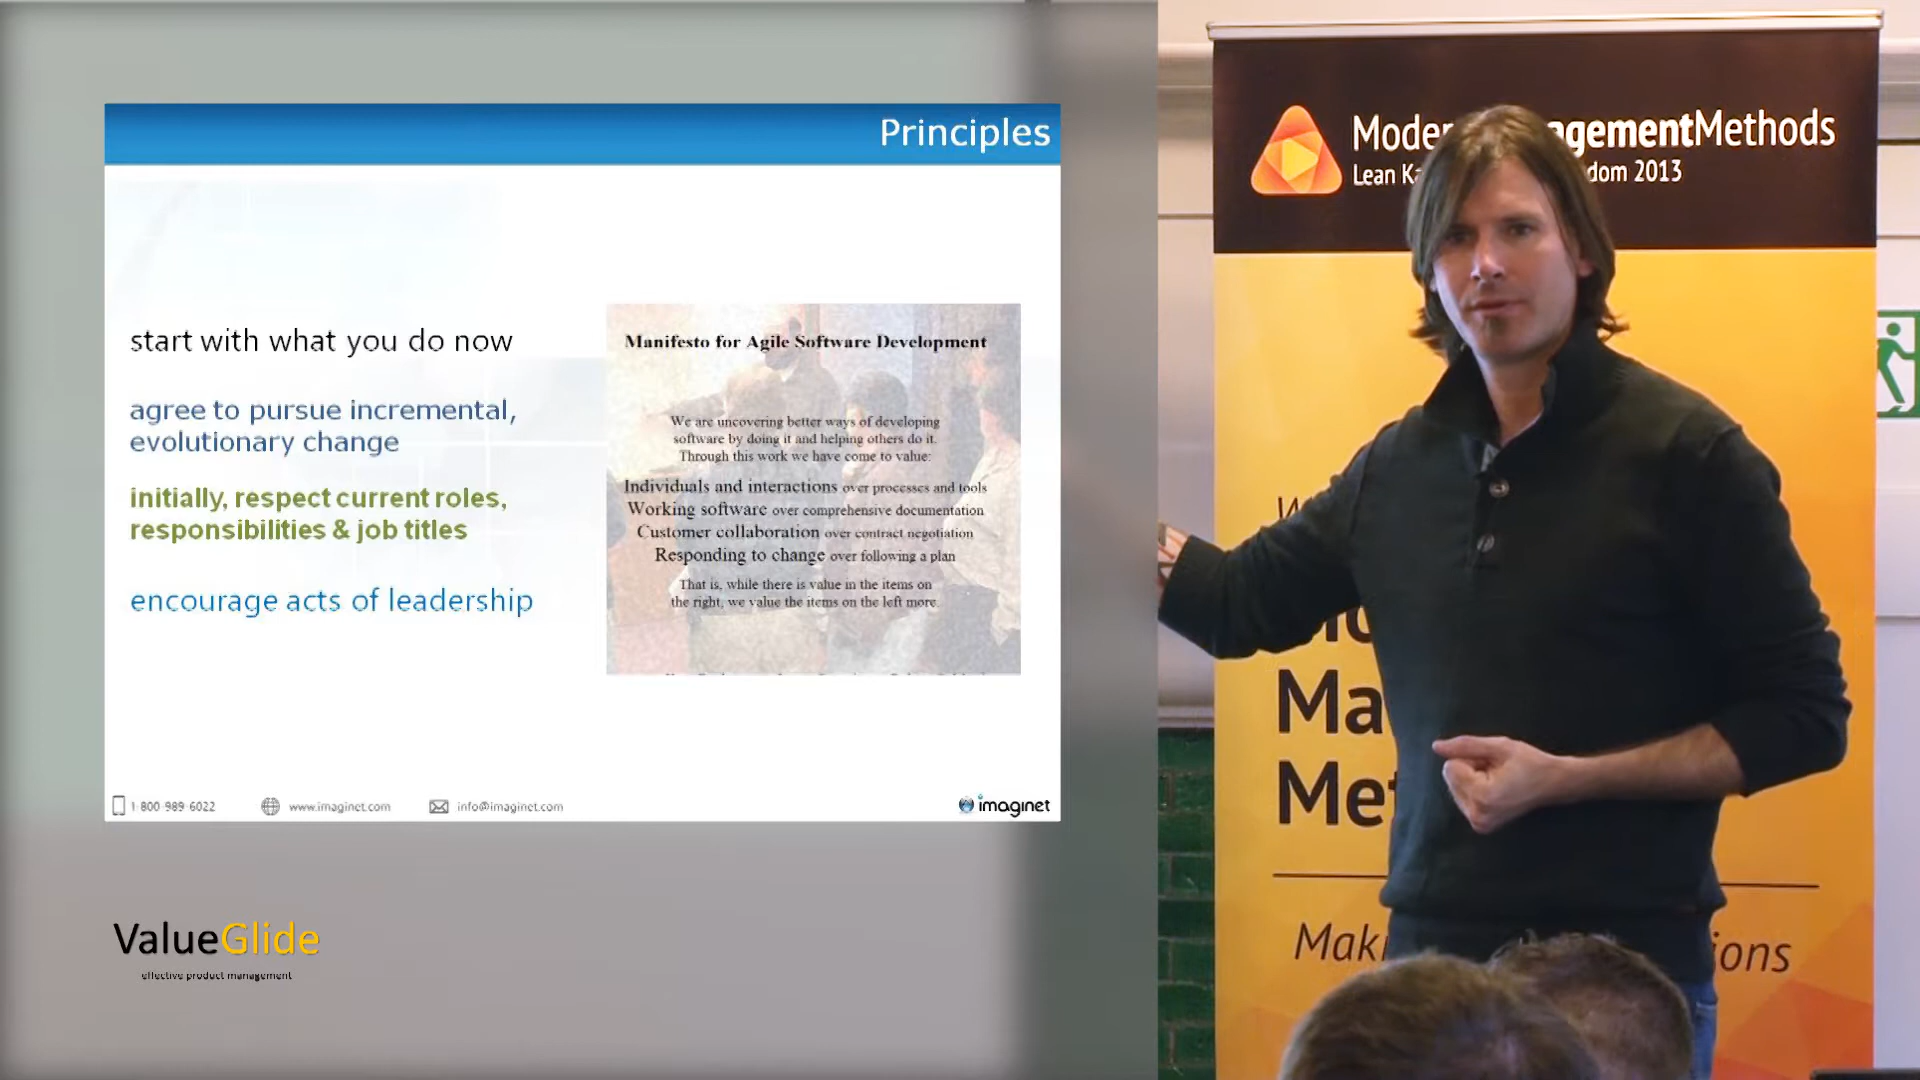 Principles
start with what you do now
agree to pursue incremental,
evolutionary change
initially, respect current roles,
responsibilities & job titles
encourage acts of leadership
Manifesto for Agile Software Development
We are uncovering better ways of developing
software by doing it and helping others do it.
Through this work we have come to value:
Individuals and interactions over processes and tools
Working software over comprehensive documentation
Customer collaboration over contract negotiation
Responding to change over following a plan
That is, while there is value in the items on
the right, we value the items on the left more.
1-800-989-6022
www.imaginet.com
info@imaginet.com
imaginet
ValueGlide
effective product management
Moder agementMethods
Lean Ka dom 2013
Ma
Met
Maki ions